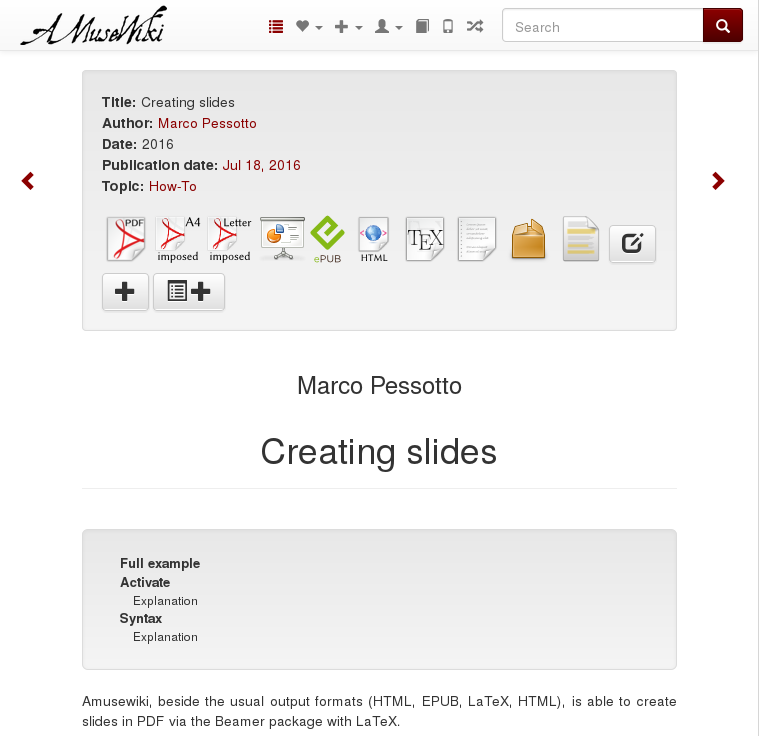 AMuseWiki
Search
Title: Creating slides
Author: Marco Pessotto
Date: 2016
Publication date: Jul 18, 2016
Topic: How-To
PDF
A4
imposed
Letter
imposed
ePUB
HTML
TEX
Marco Pessotto
Creating slides
Full example
Activate
Explanation
Syntax
Explanation
Amusewiki, beside the usual output formats (HTML, EPUB, LaTeX, HTML), is able to create
slides in PDF via the Beamer package with LaTeX.